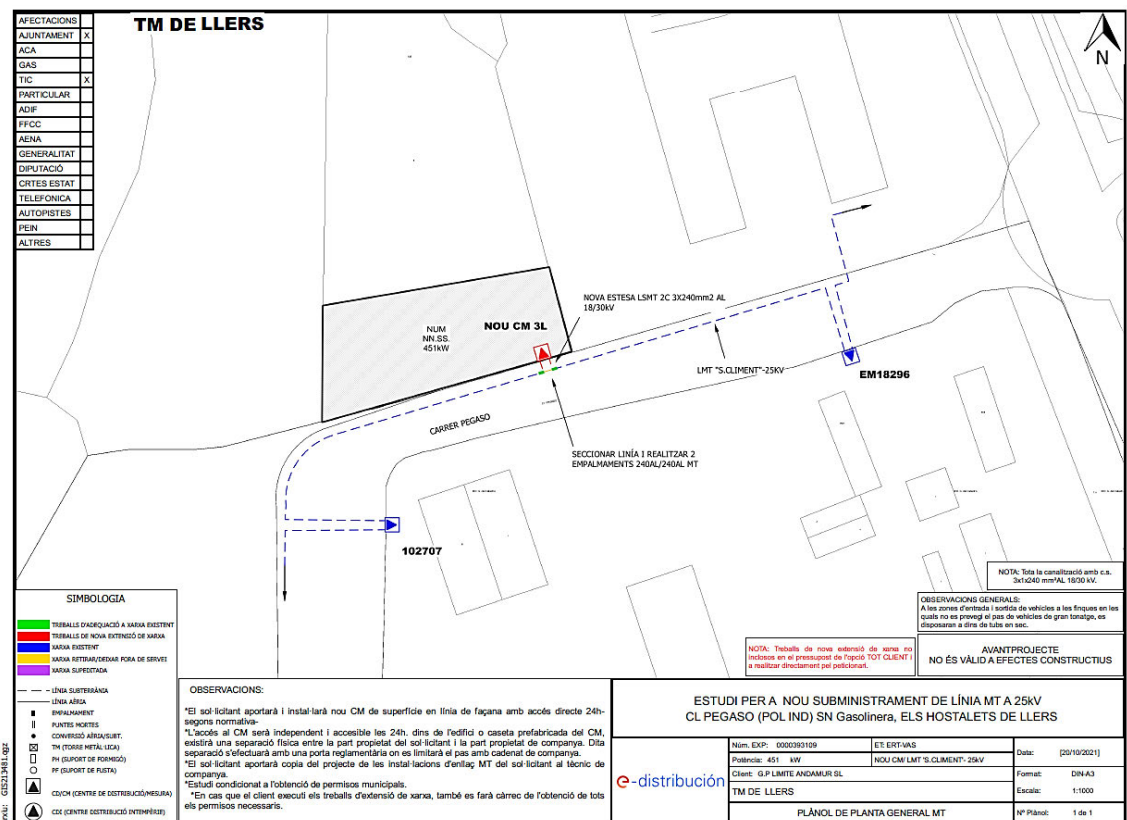 TM DE LLERS
AFECTACIONS
AJUNTAMENT X
ACA
GAS
TIC X
PARTICULAR
ADIF
FFCC
AENA
GENERALITAT
DIPUTACIÓ
CRTES ESTAT
TELEFONICA
AUTOPISTES
PEIN
ALTRES
N
NOVA ESTESA LSMT 2C 3X240mm2 AL
18/30kV
NUM
NN.SS.
451kW
NOU CM 3L
LMT "S.CLIMENT"-25KV
EM18296
CARRER PEGASO
SECCIONAR LINÍA I REALITZAR 2
EMPALMAMENTS 240AL/240AL MT
102707
NOTA: Tota la canalització amb c.s.
3x1x240 mm²AL 18/30 kV.
OBSERVACIONS GENERALS:
A les zones d'entrada i sortida de vehicles a les finques en les
quals no es prevegi el pas de vehicles de gran tonatge, es
disposaran a dins de tubs en sec.
NOTA: Treballs de nova extensió de xarxa no
inclosos en el pressupost de l'opció TOT CLIENT i
a realitzar directament pel peticionari.
AVANTPROJECTE
NO ÉS VÀLID A EFECTES CONSTRUCTIUS
SIMBOLOGIA
TREBALLS D'ADEQUACIÓ A XARXA EXISTENT
TREBALLS DE NOVA EXTENSIÓ DE XARXA
XARXA EXISTENT
XARXA RETIRAR/DEIXAR FORA DE SERVEI
XARXA SUPEDITADA
LÍNIA SUBTERRÀNIA
LÍNIA AÈRIA
EMPALMAMENT
PUNTES MORTES
CONVERSIÓ AÈRIA/SUBT.
TM (TORRE METÀL·LICA)
PH (SUPORT DE FORMIGÓ)
PF (SUPORT DE FUSTA)
CD/CM (CENTRE DE DISTRIBUCIÓ/MESURA)
CDI (CENTRE DISTRIBUCIÓ INTEMPÈRIE)
Arxiu: GIS213481.qgz
OBSERVACIONS:
*El sol·licitant aportarà i instal·larà nou CM de superfície en línia de façana amb accés directe 24h-
segons normativa-
*L'accés al CM serà independent i accesible les 24h. dins de l'edifici o caseta prefabricada del CM,
existirà una separació física entre la part propietat del sol·licitant i la part propietat de companya. Dita
separació s'efectuarà amb una porta reglamentària on es limitarà el pas amb cadenat de companya.
*El sol·licitant aportarà copia del projecte de les instal·lacions d'enllaç MT del sol·licitant al tècnic de
companya.
*Estudi condicionat a l'obtenció de permisos municipals.
*En cas que el client executi els treballs d'extensió de xarxa, també es farà càrrec de l'obtenció de tots
els permisos necessaris.
ESTUDI PER A NOU SUBMINISTRAMENT DE LÍNIA MT A 25kV
CL PEGASO (POL IND) SN Gasolinera, ELS HOSTALETS DE LLERS
e-distribución
Núm. EXP: 0000393109
ET: ERT-VAS
Potència: 451 kW
NOU CM/ LMT 'S.CLIMENT'- 25kV
Client: G.P LIMITE ANDAMUR SL
TM DE LLERS
PLÀNOL DE PLANTA GENERAL MT
Data: [20/10/2021]
Format: DIN-A3
Escala: 1:1000
Nº Plànol: 1 de 1